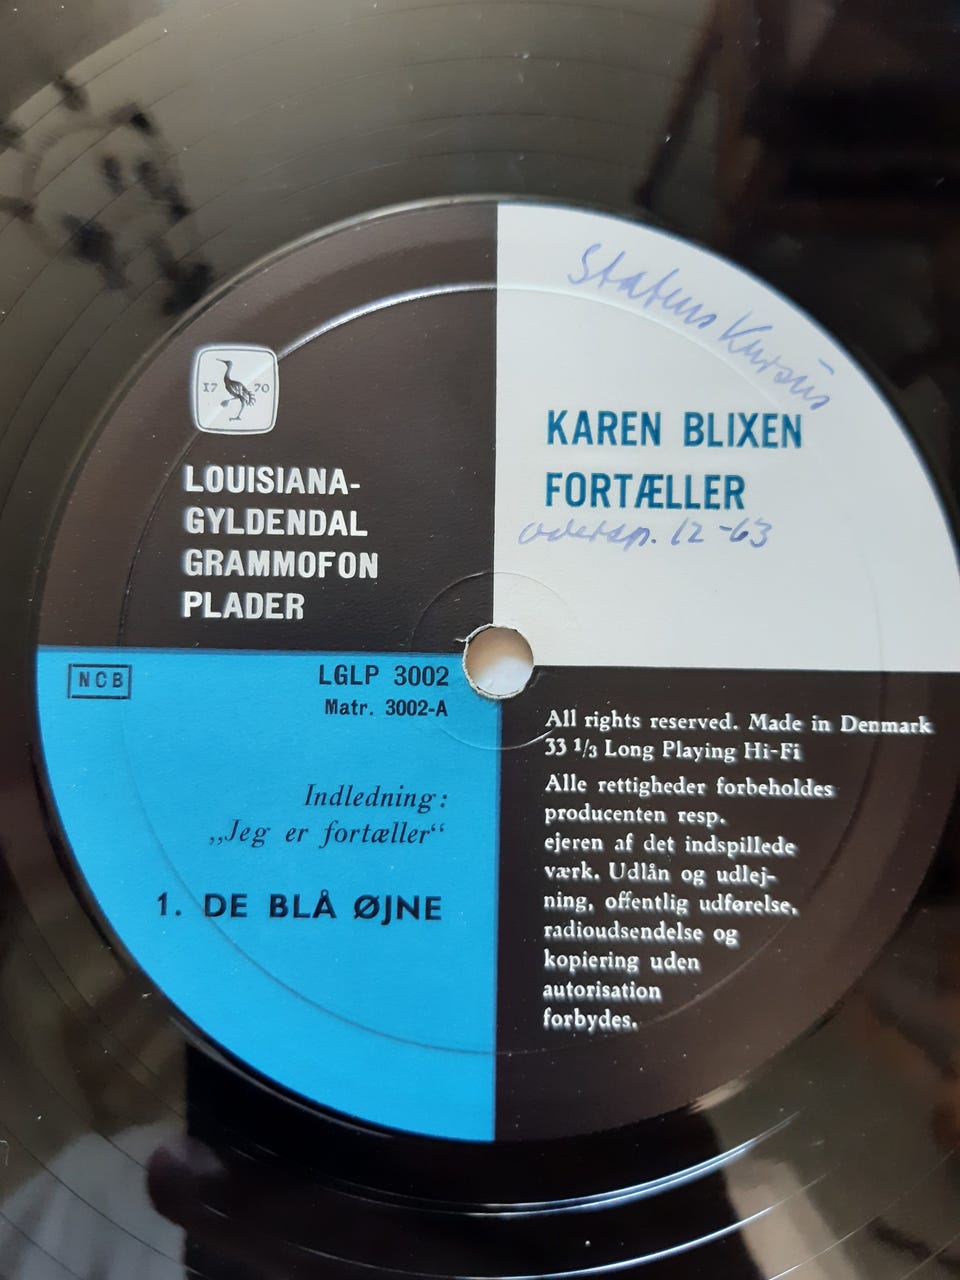 Statens Kursus
17 70
LOUISIANA-
GYLDENDAL
GRAMMOFON
PLADER
KAREN BLIXEN
FORTÆLLER
12-63
NCB
LGLP 3002
Matr. 3002-A
Indledning:
„Jeg er fortæller“
1. DE BLÅ ØJNE
All rights reserved. Made in Denmark
33 1/3 Long Playing Hi-Fi
Alle rettigheder forbeholdes
producenten resp.
ejeren af det indspillede
værk. Udlån og udlej-
ning, offentlig udførelse,
radioudsendelse og
kopiering uden
autorisation
forbydes.